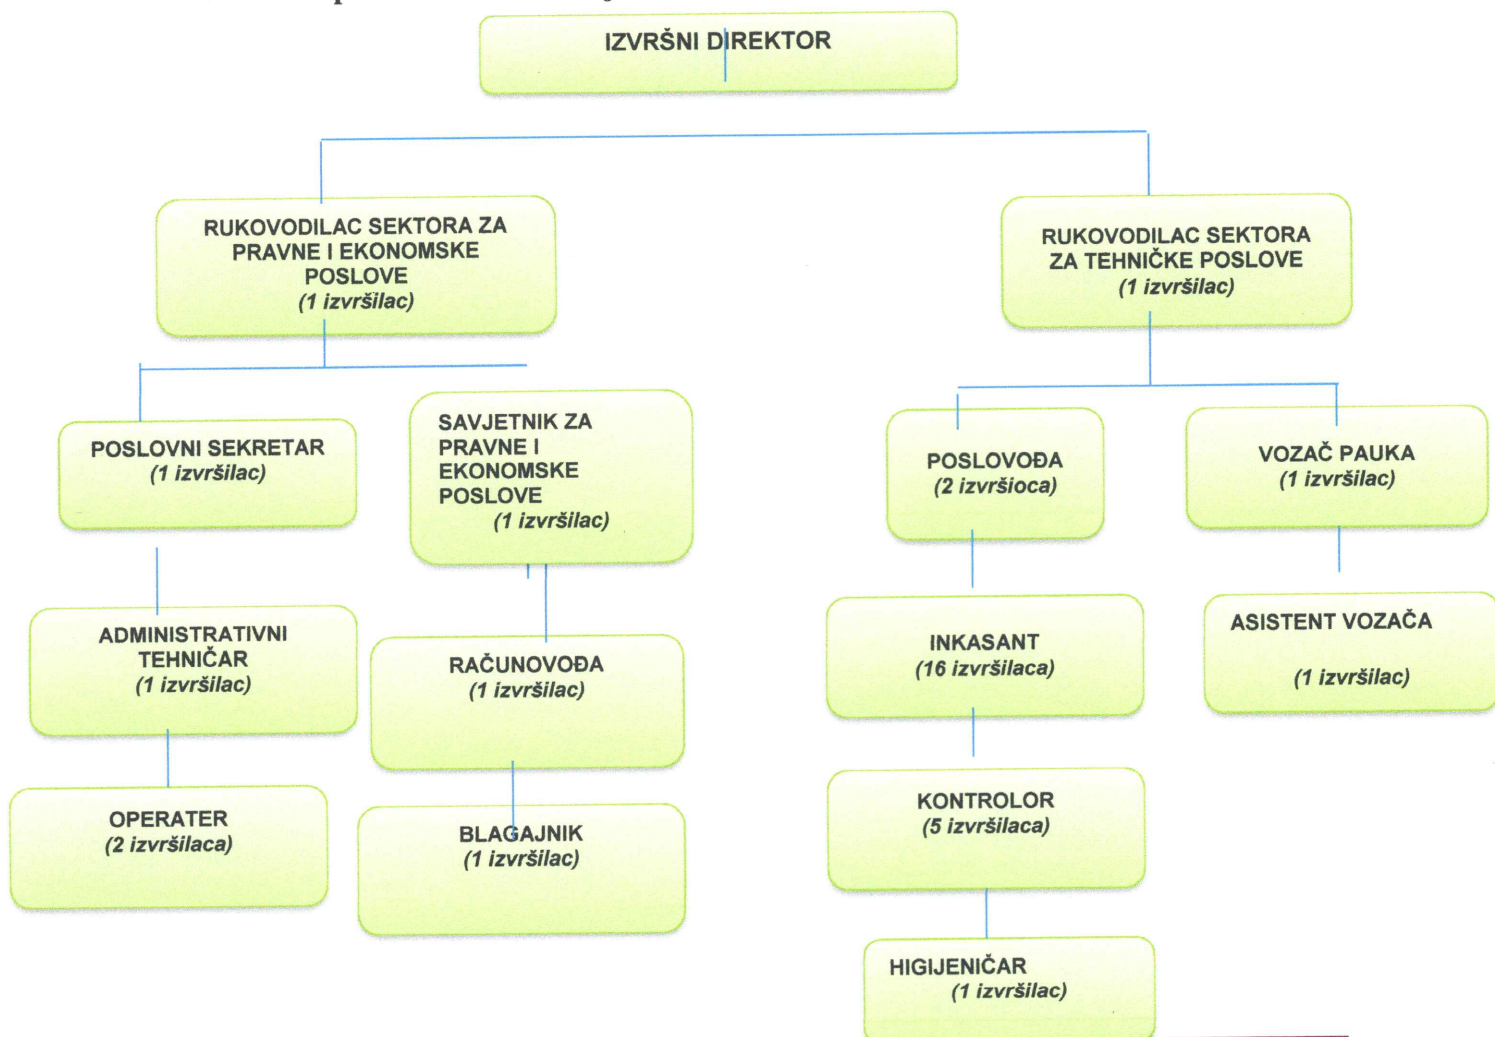 IZVRŠNI DIREKTOR
RUKOVODILAC SEKTORA ZA
PRAVNE I EKONOMSKE
POSLOVE
(1 izvršilac)
RUKOVODILAC SEKTORA
ZA TEHNIČKE POSLOVE
(1 izvršilac)
POSLOVNI SEKRETAR
(1 izvršilac)
SAVJETNIK ZA
PRAVNE I
EKONOMSKE
POSLOVE
(1 izvršilac)
POSLOVOĐA
(2 izvršioca)
VOZAČ PAUKA
(1 izvršilac)
ADMINISTRATIVNI
TEHNIČAR
(1 izvršilac)
RAČUNOVOĐA
(1 izvršilac)
INKASANT
(16 izvršilaca)
ASISTENT VOZAČA
(1 izvršilac)
OPERATER
(2 izvršilaca)
BLAGAJNIK
(1 izvršilac)
KONTROLOR
(5 izvršilaca)
HIGIJENIČAR
(1 izvršilac)